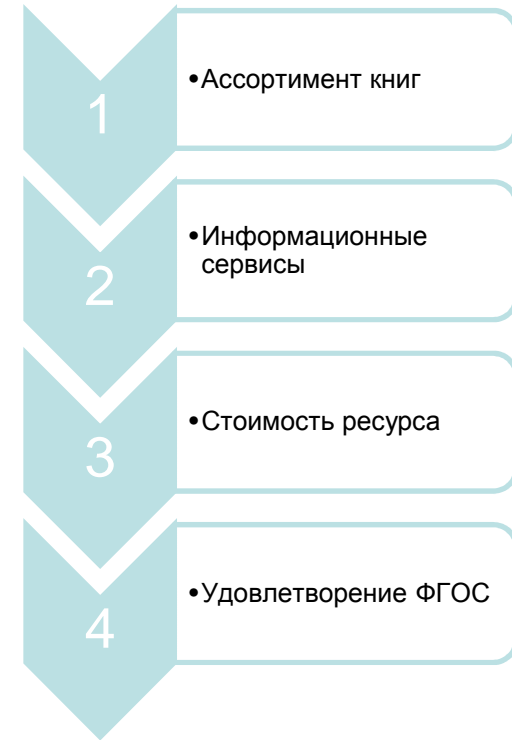 1
•Ассортимент книг
2
•Информационные
сервисы
3
•Стоимость ресурса
4
•Удовлетворение ФГОС